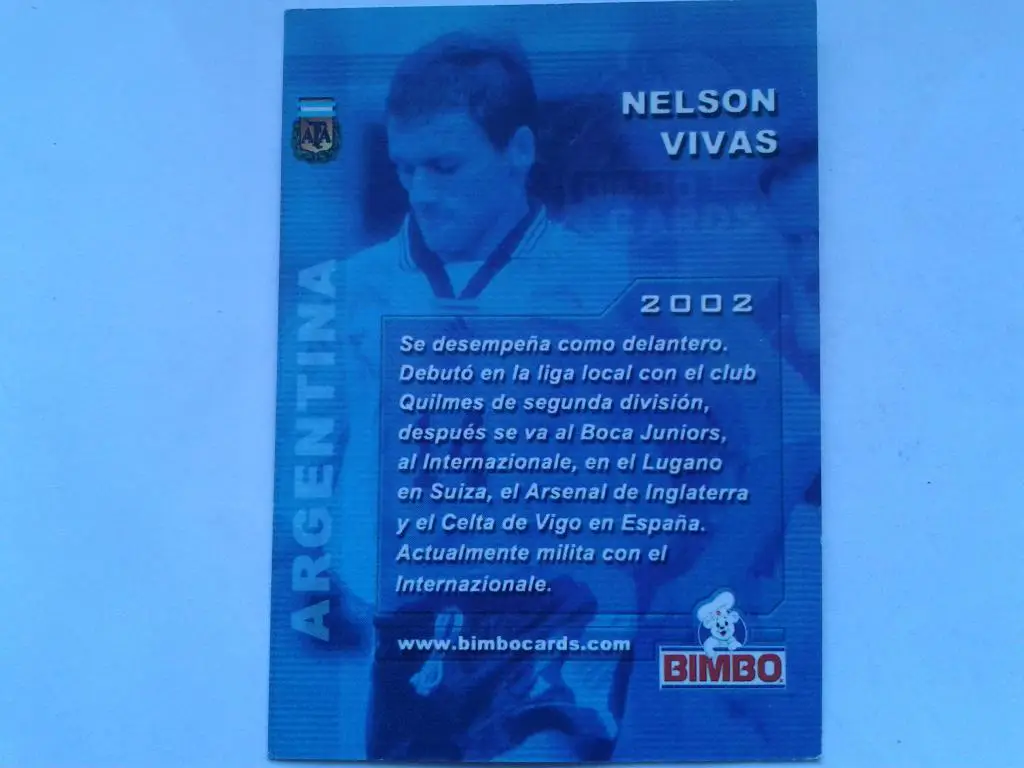 NELSON
VIVAS
AFA
ARGENTINA
2002
Se desempeña como delantero.
Debutó en la liga local con el club
Quilmes de segunda división,
después se va al Boca Juniors,
al Internazionale, en el Lugano
en Suiza, el Arsenal de Inglaterra
y el Celta de Vigo en España.
Actualmente milita con el
Internazionale.
www.bimbocards.com
BIMBO